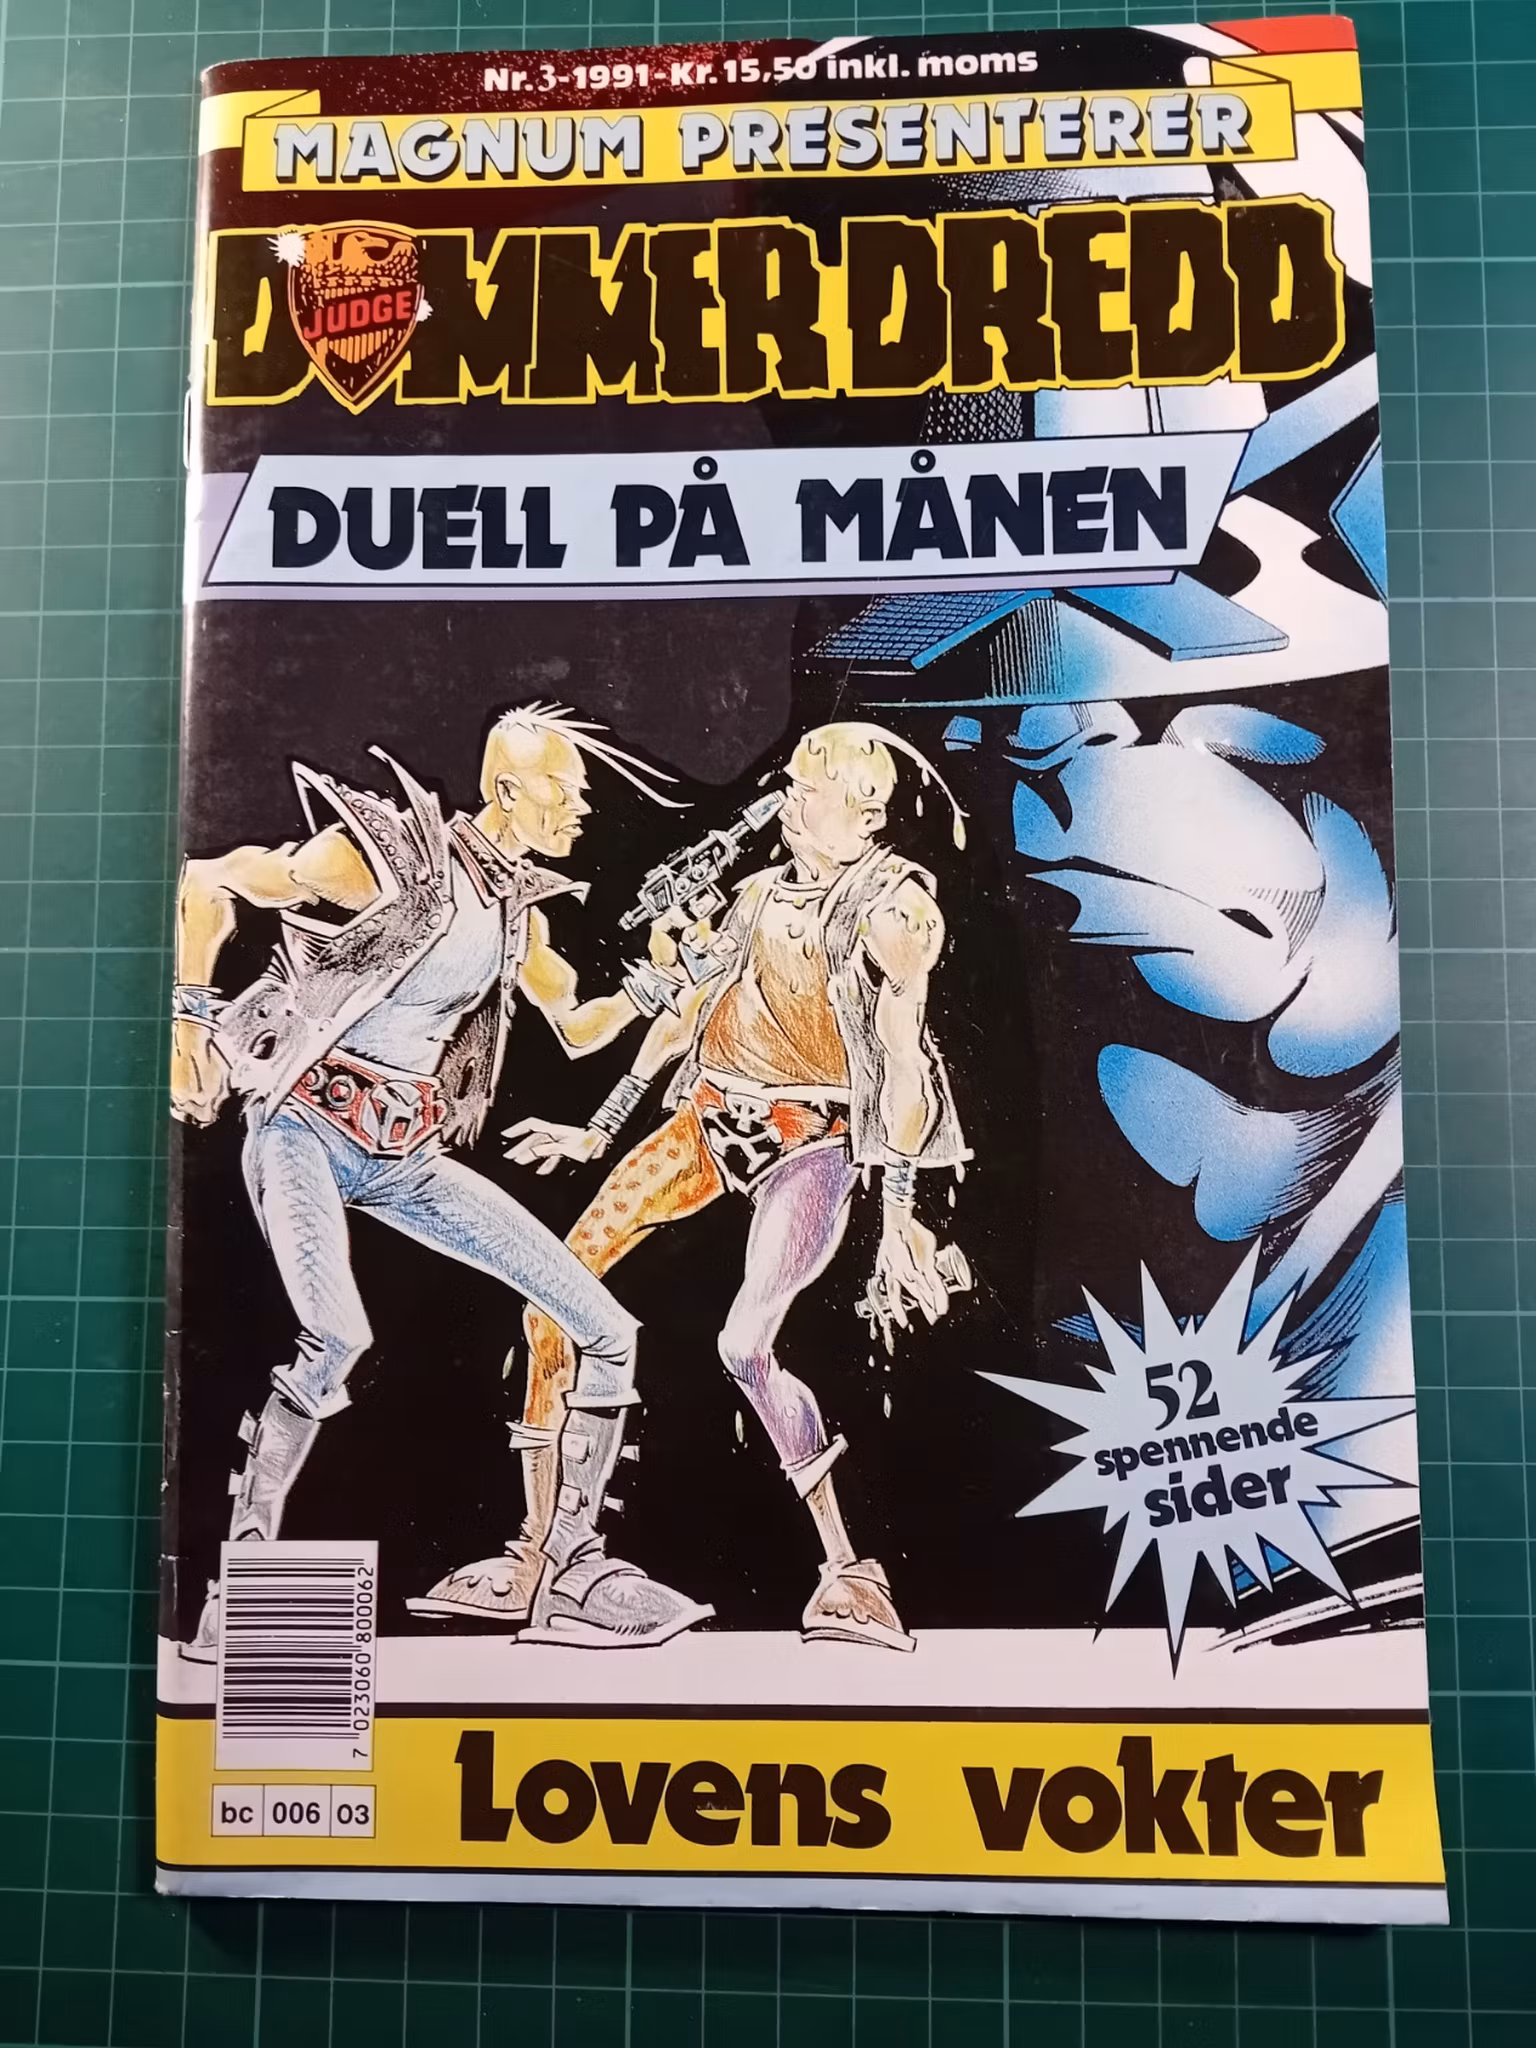 Nr. 3-1991-Kr. 15,50 inkl. moms
MAGNUM PRESENTERER
DOMMER DREDD
JUDGE
DUELL PÅ MÅNEN
52
spennende
sider
7 023060 800062
bc 006 03
Lovens vokter